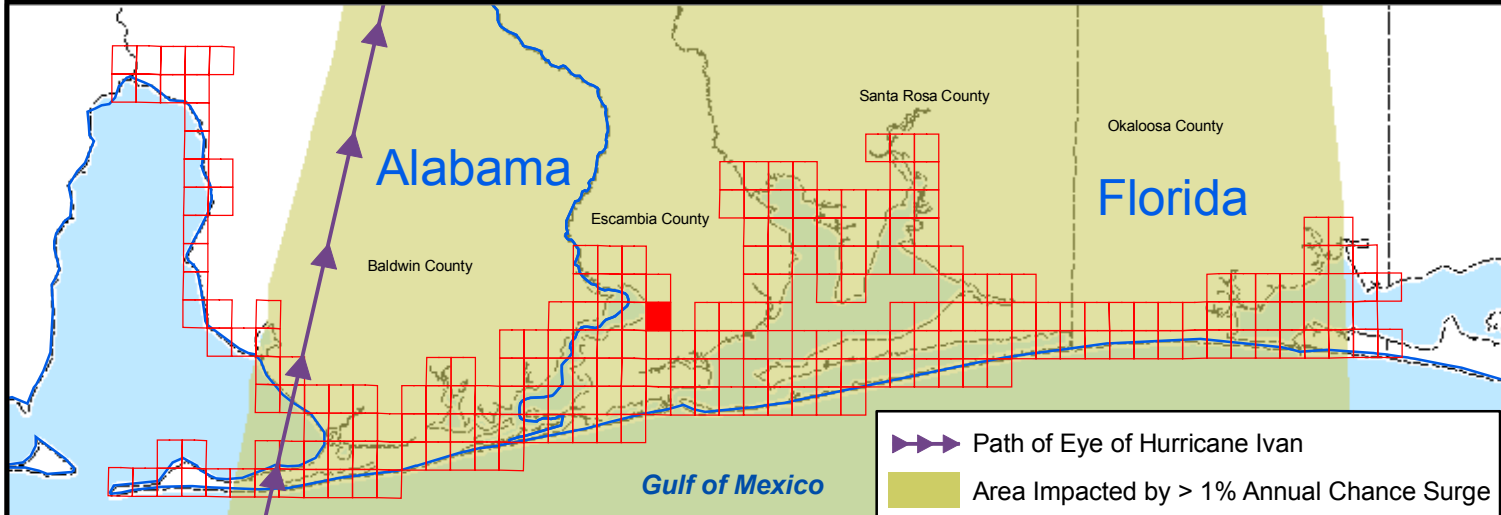 Santa Rosa County
Okaloosa County
Alabama
Florida
Escambia County
Baldwin County
Gulf of Mexico
Path of Eye of Hurricane Ivan
Area Impacted by > 1% Annual Chance Surge